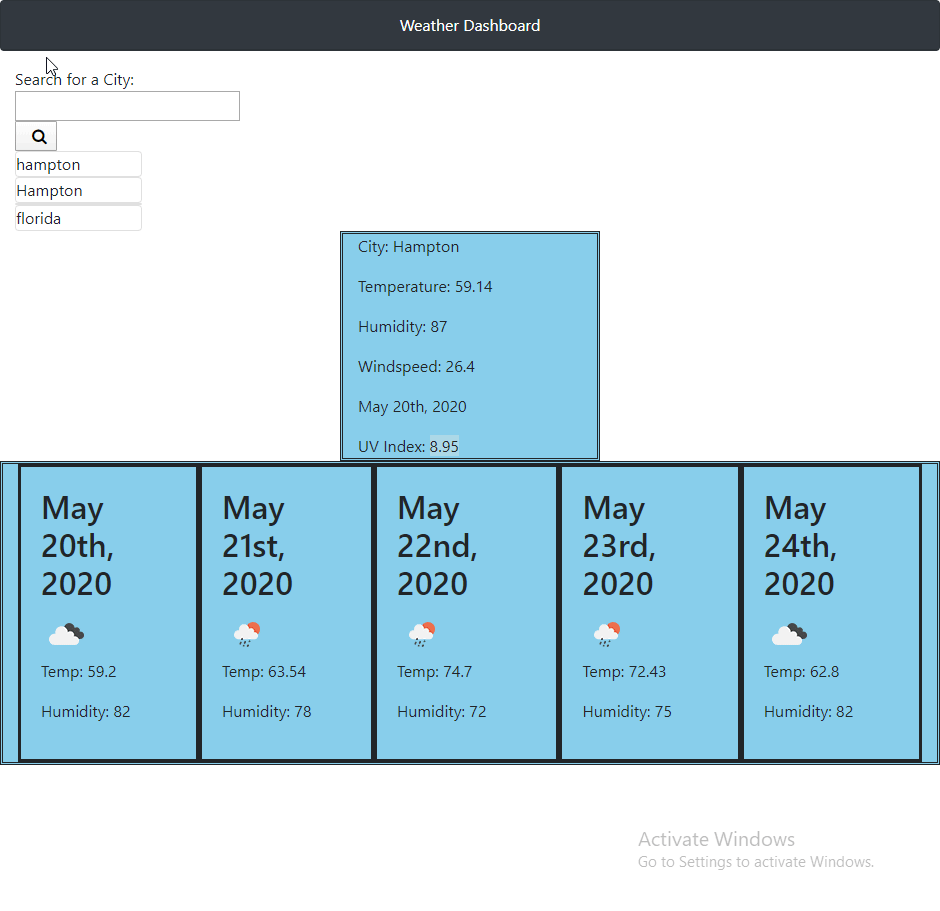 Weather Dashboard
Search for a City:
hampton
Hampton
florida
City: Hampton
Temperature: 59.14
Humidity: 87
Windspeed: 26.4
May 20th, 2020
UV Index: 8.95
May
20th,
2020
Temp: 59.2
Humidity: 82
May
21st,
2020
Temp: 63.54
Humidity: 78
May
22nd,
2020
Temp: 74.7
Humidity: 72
May
23rd,
2020
Temp: 72.43
Humidity: 75
May
24th,
2020
Temp: 62.8
Humidity: 82
Activate Windows
Go to Settings to activate Windows.